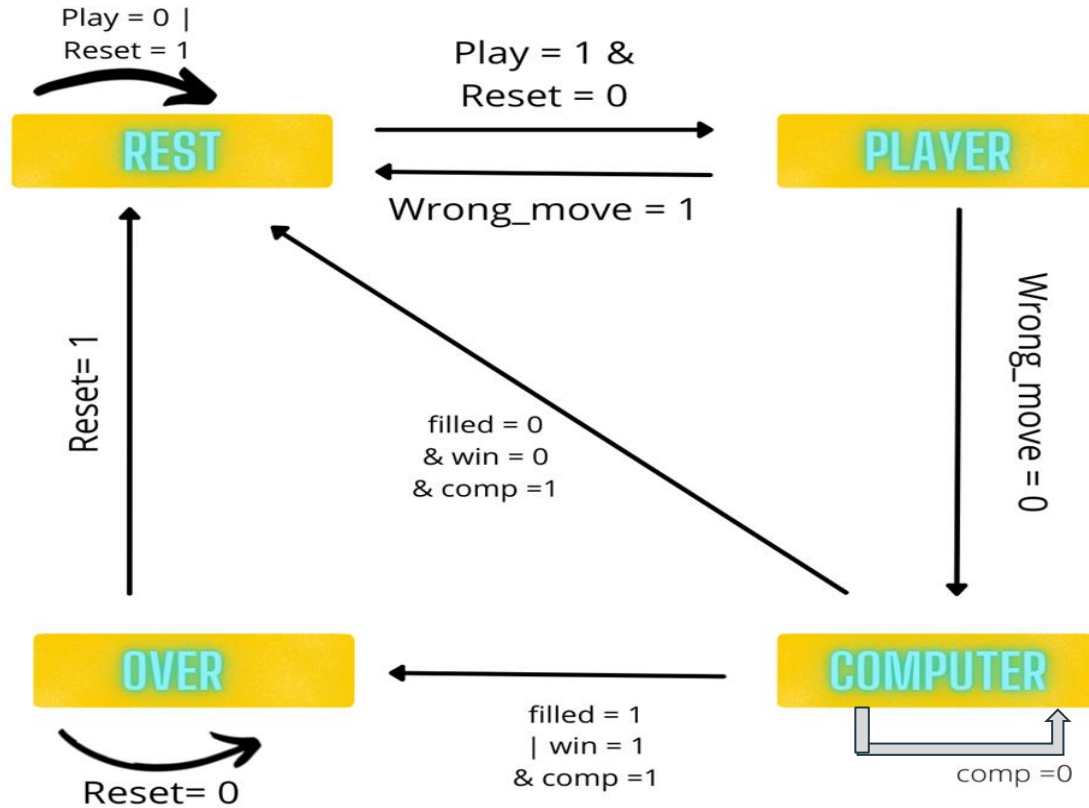 Play = 0 |
Reset = 1
Play = 1 &
Reset = 0
REST
PLAYER
Wrong_move = 1
Reset= 1
Wrong_move = 0
filled = 0
& win = 0
& comp =1
OVER
COMPUTER
filled = 1
| win = 1
& comp =1
comp =0
Reset= 0